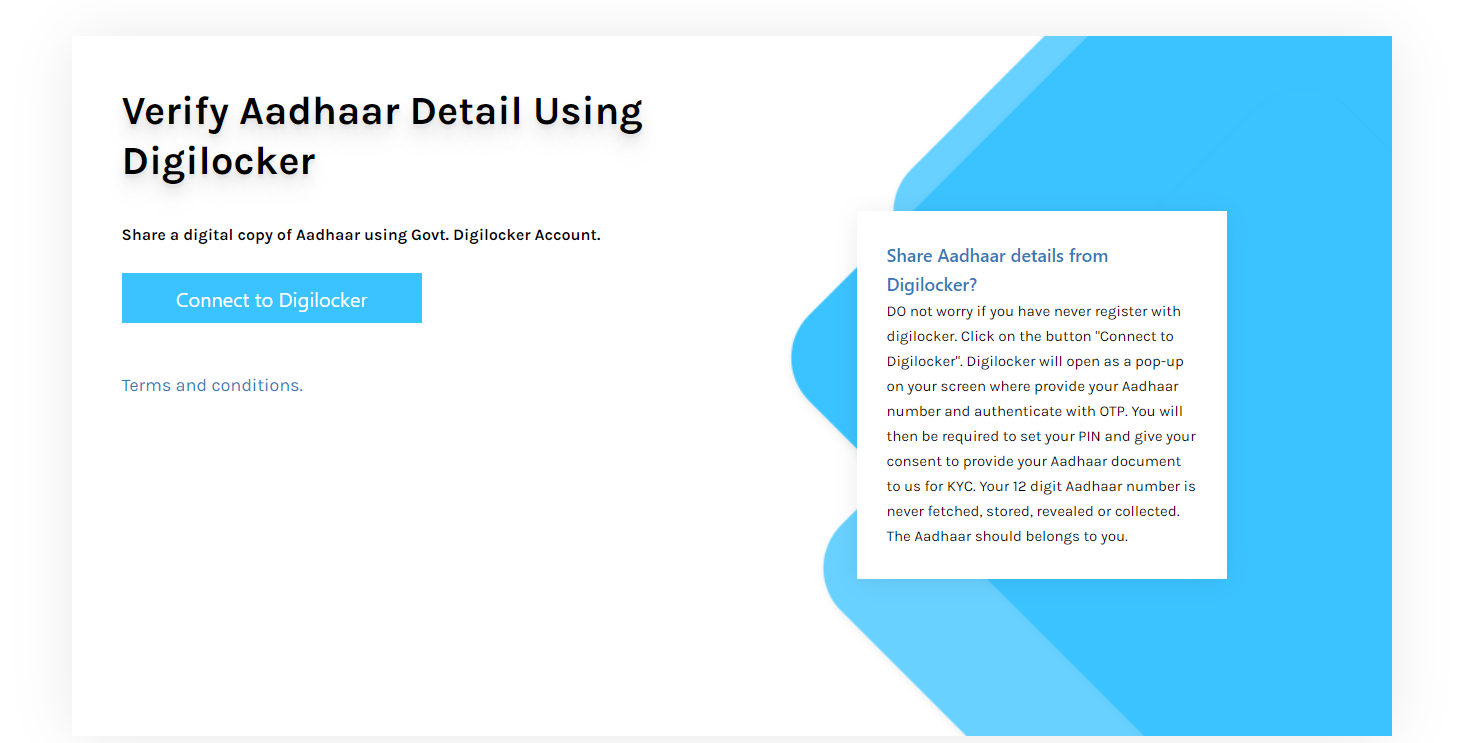 Verify Aadhaar Detail Using
Digilocker
Share a digital copy of Aadhaar using Govt. Digilocker Account.
Connect to Digilocker
Terms and conditions.
Share Aadhaar details from
Digilocker?
DO not worry if you have never register with
digilocker. Click on the button "Connect to
Digilocker". Digilocker will open as a pop-up
on your screen where provide your Aadhaar
number and authenticate with OTP. You will
then be required to set your PIN and give your
consent to provide your Aadhaar document
to us for KYC. Your 12 digit Aadhaar number is
never fetched, stored, revealed or collected.
The Aadhaar should belongs to you.